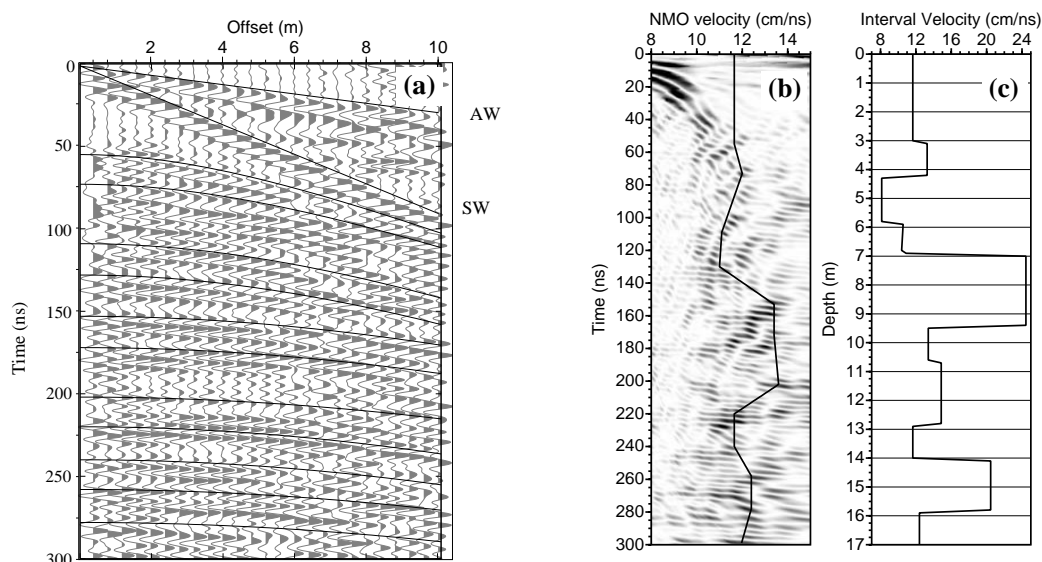 Offset (m)
2 4 6 8 10
0
50
100
150
200
250
300
Time (ns)
(a)
AW
SW
NMO velocity (cm/ns)
8 10 12 14
0
20
40
60
80
100
120
140
160
180
200
220
240
260
280
300
Time (ns)
(b)
Interval Velocity (cm/ns)
8 12 16 20 24
0
1
2
3
4
5
6
7
8
9
10
11
12
13
14
15
16
17
Depth (m)
(c)